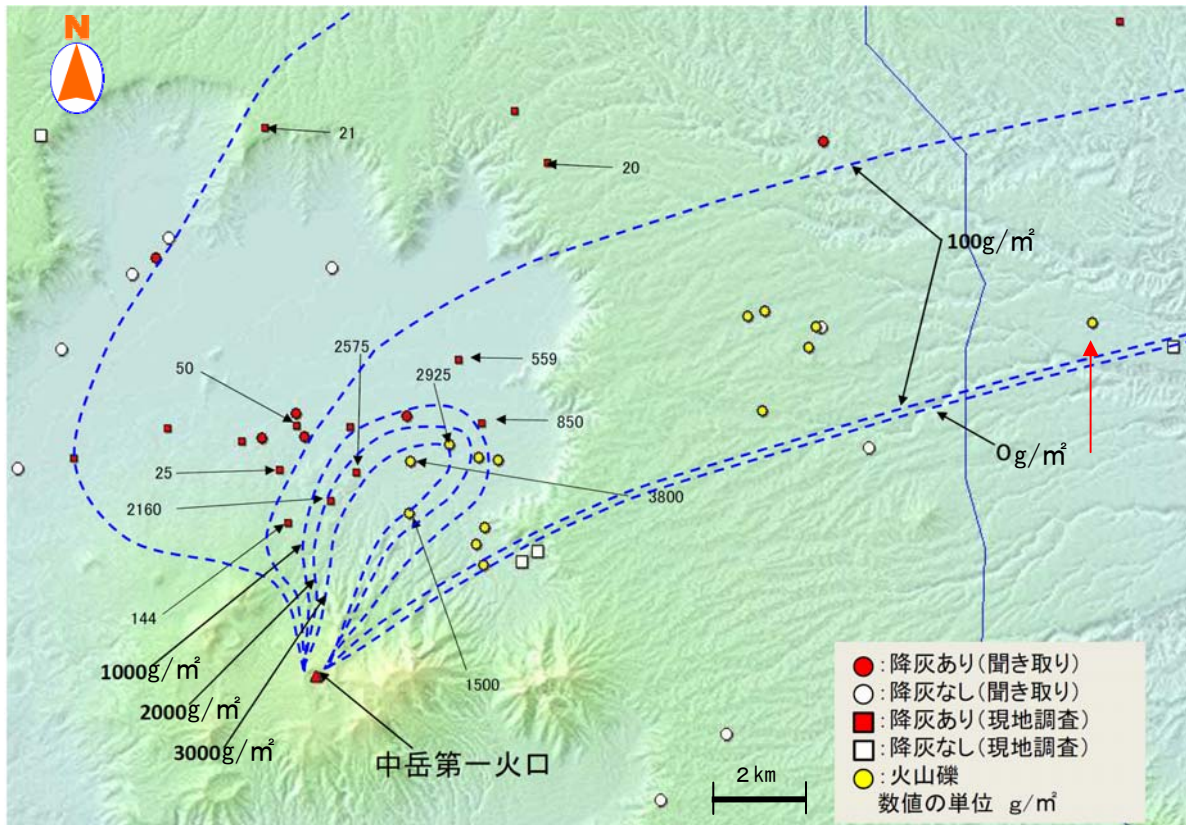 N
21
20
100g/㎡
559
2575
50
2925
850
0g/㎡
25
2160
3800
144
1500
1000g/㎡
2000g/㎡
3000g/㎡
中岳第一火口
2km
:降灰あり(聞き取り)
:降灰なし(聞き取り)
:降灰あり(現地調査)
:降灰なし(現地調査)
:火山礫
数値の単位 g/㎡